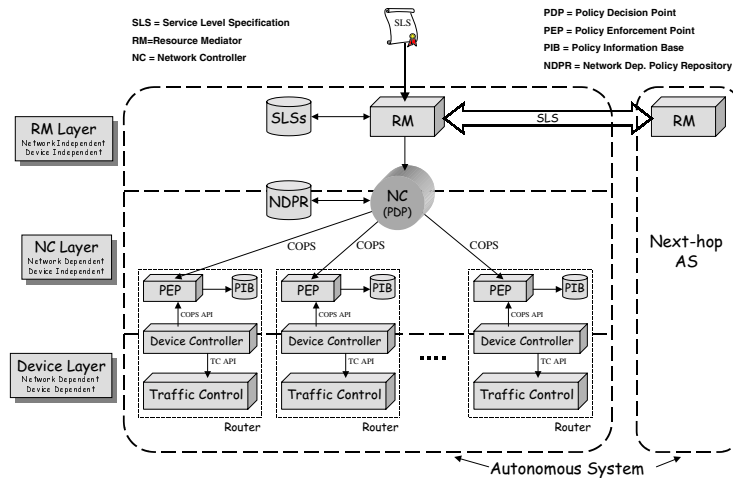 SLS = Service Level Specification
RM=Resource Mediator
NC = Network Controller
SLS
PDP = Policy Decision Point
PEP = Policy Enforcement Point
PIB = Policy Information Base
NDPR = Network Dep. Policy Repository
RM Layer
Network Independent
Device Independent
SLSs
RM
SLS
RM
NDPR
NC
(PDP)
NC Layer
Network Dependent
Device Independent
COPS
COPS
COPS
Next-hop
AS
PEP
PIB
PEP
PIB
PEP
PIB
COPS API
COPS API
COPS API
Device Controller
Device Controller
Device Controller
....
TC API
TC API
TC API
Device Layer
Network Dependent
Device Dependent
Traffic Control
Traffic Control
Traffic Control
Router
Router
Router
Autonomous System